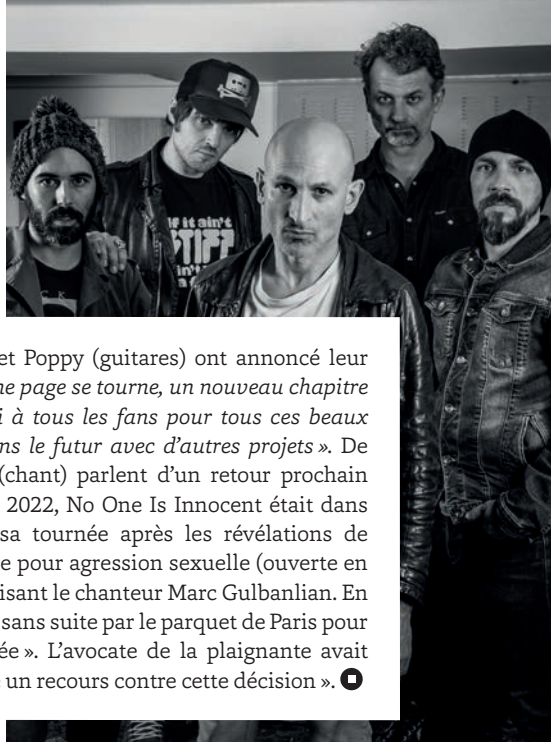 f it ain't
STIFF
et Poppy (guitares) ont annoncé leur
ne page se tourne, un nouveau chapitre
i à tous les fans pour tous ces beaux
ns le futur avec d'autres projets ». De
(chant) parlent d'un retour prochain
2022, No One Is Innocent était dans
sa tournée après les révélations de
e pour agression sexuelle (ouverte en
isant le chanteur Marc Gulbanlian. En
sans suite par le parquet de Paris pour
ée ». L'avocate de la plaignante avait
un recours contre cette décision ».